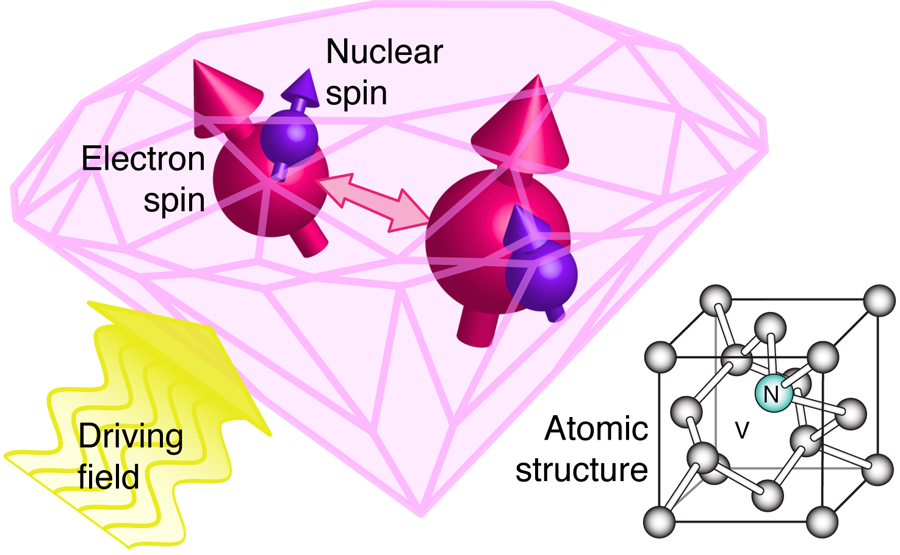 Nuclear
spin
Electron
spin
Driving
field
Atomic
structure
N
V